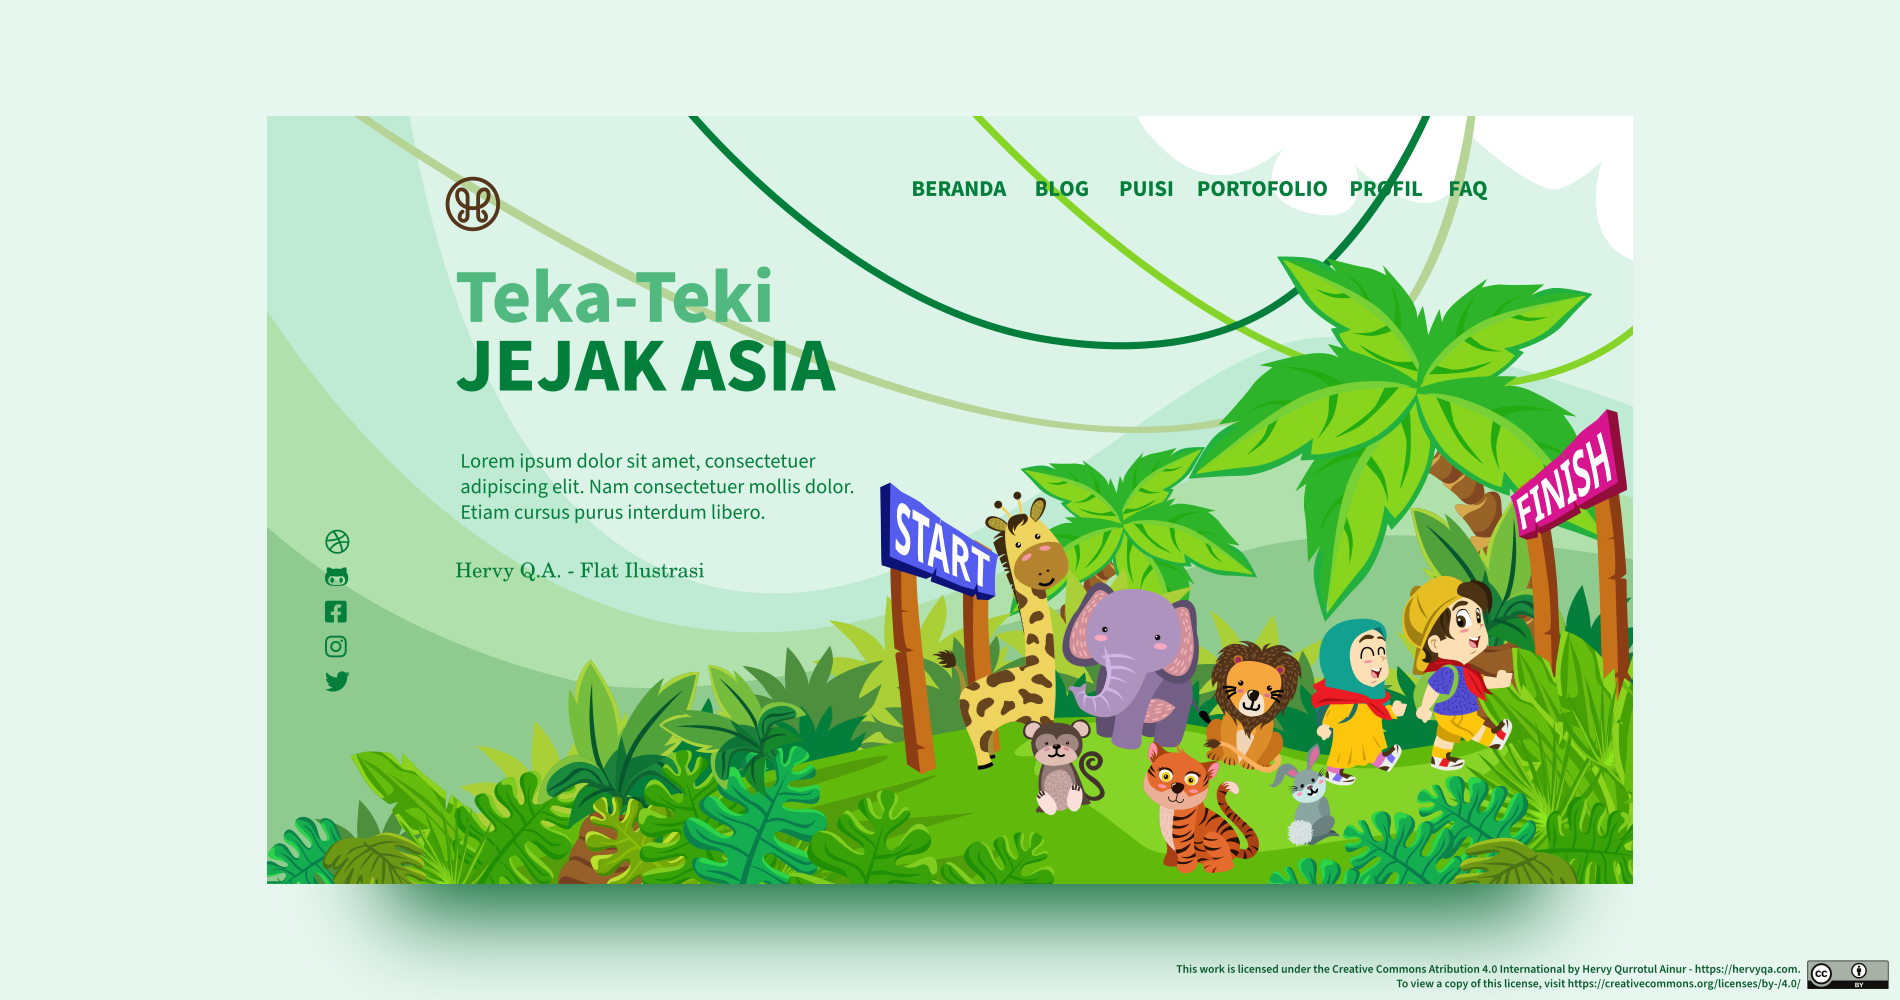 BERANDA BLOG PUISI PORTOFOLIO PROFIL FAQ
Teka-Teki
JEJAK ASIA
Lorem ipsum dolor sit amet, consectetuer
adipiscing elit. Nam consectetuer mollis dolor.
Etiam cursus purus interdum libero.
Hervy Q.A. - Flat Ilustrasi
START
FINISH
This work is licensed under the Creative Commons Atribution 4.0 International by Hervy Qurrotul Ainur - https://hervyqa.com.
To view a copy of this license, visit https://creativecommons.org/licenses/by-/4.0/
cc
BY